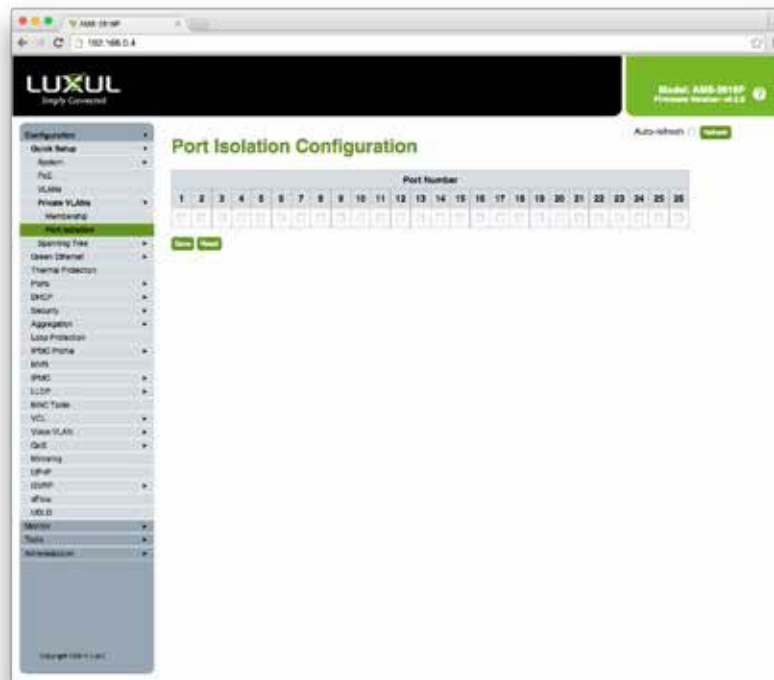 192.168.0.4
LUXUL
Simply Connected
Port Isolation Configuration
Auto-refresh Refresh
Port Number
1 2 3 4 5 6 7 8 9 10 11 12 13 14 15 16 17 18 19 20 21 22 23 24 25 26
Save Reset
Configuration
Quick Setup
System
PoE
VLANs
Private VLANs
Membership
Port Isolation
Spanning Tree
Green Ethernet
Thermal Protection
Ports
DHCP
Security
Aggregation
Loop Protection
IPMC Profile
MVR
IPMC
LLDP
MAC Table
VCL
Voice VLAN
QoS
Mirroring
UPnP
GVRP
sFlow
UDLD
Monitor
Tools